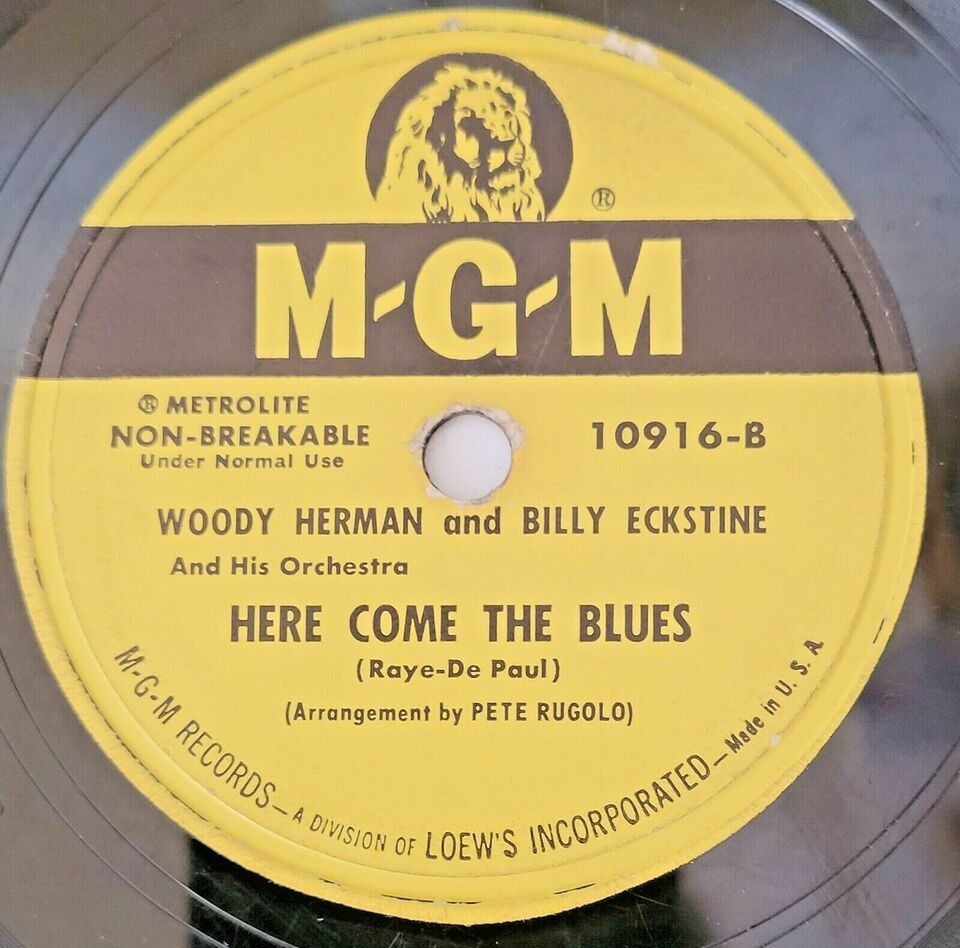 ®
M-G-M
® METROLITE
NON-BREAKABLE
Under Normal Use
10916-B
WOODY HERMAN and BILLY ECKSTINE
And His Orchestra
HERE COME THE BLUES
(Raye-De Paul)
(Arrangement by PETE RUGOLO)
M-G-M RECORDS—A DIVISION OF LOEW'S INCORPORATED—Made in U. S. A